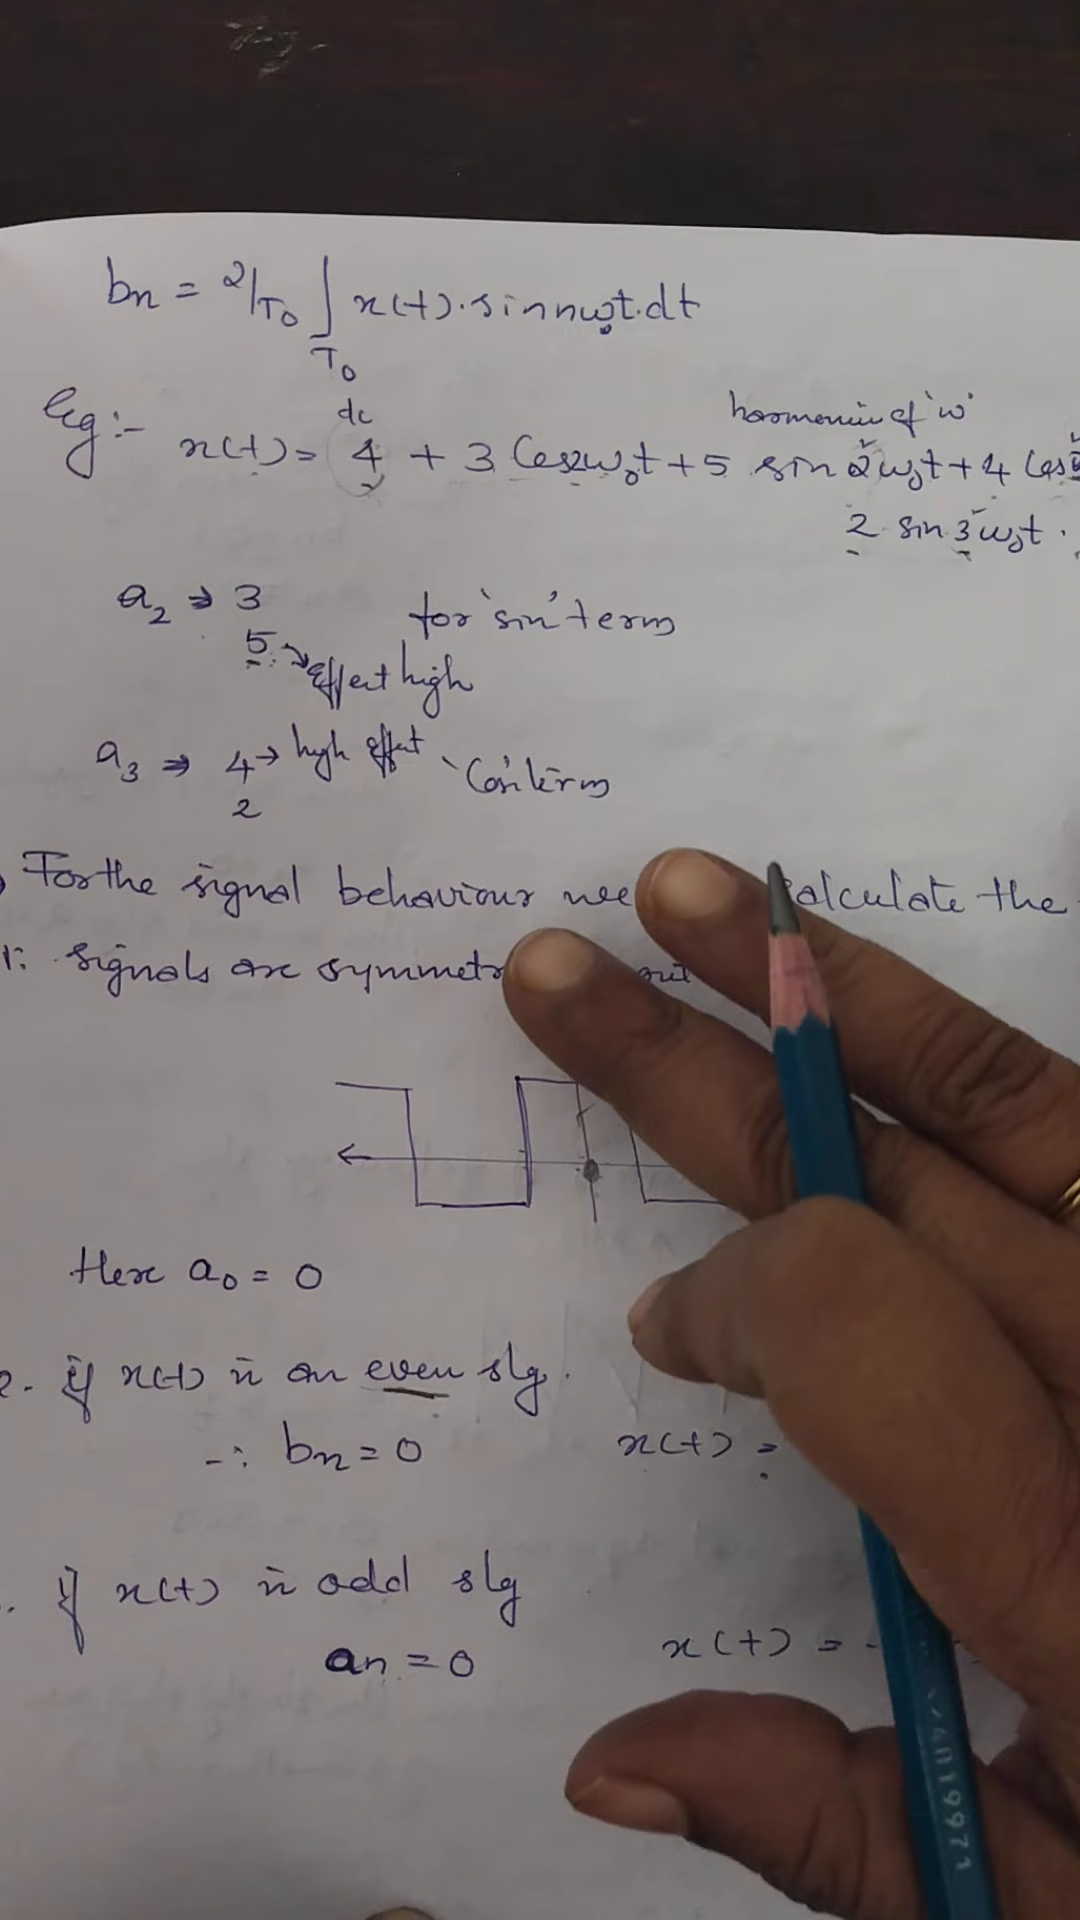 bn = 2/T₀ ∫ x(t).sin nω₀t.dt
T₀
dc
harmonic of 'ω'
Eg:- x(t) = 4 + 3 Cos2ω₀t + 5 sin 2ω₀t + 4 Cos
2 sin 3ω₀t.
a₂ ⇒ 3 for 'sin' term
5 → Effect high
a₃ ⇒ 4 → high effect 'Cos' term
2
For the signal behaviour calculate the
1: signals are
←
Here a₀ = 0
2. if x(t) is an even slg.
∴ bn = 0 x(t) =
if x(t) is odd slg
an = 0 x(t) = -